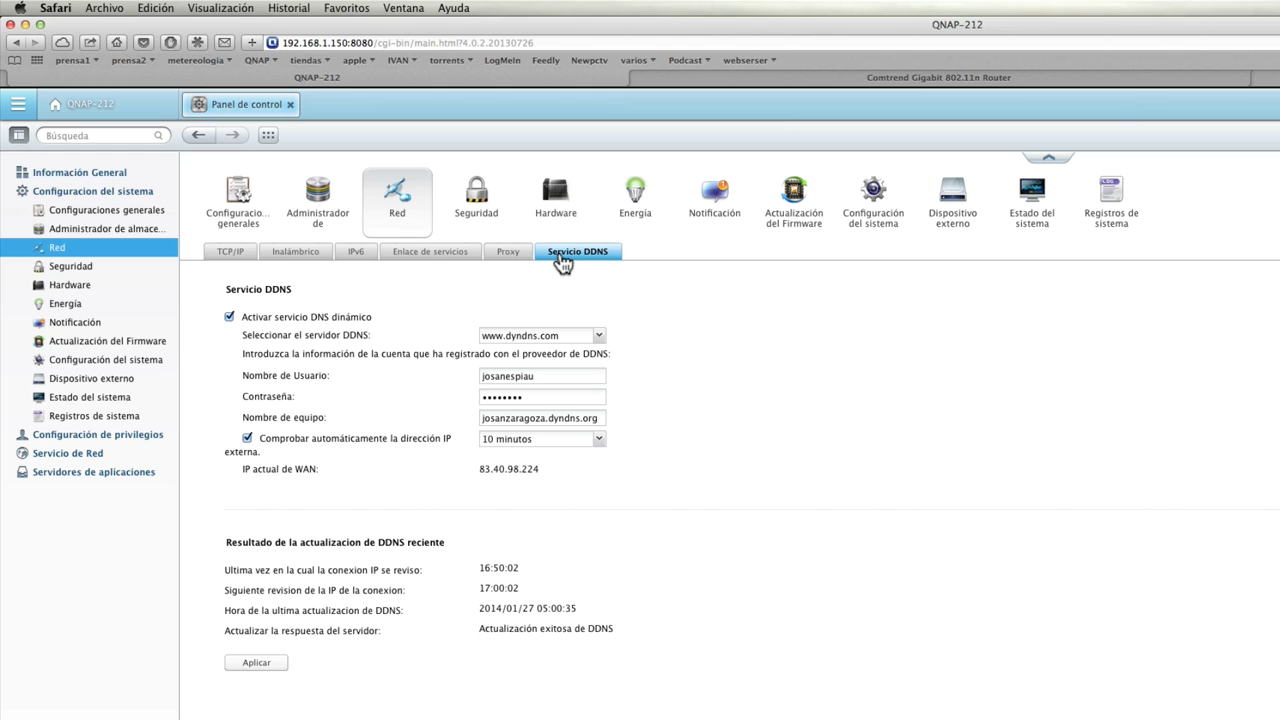 Safari Archivo Edición Visualización Historial Favoritos Ventana Ayuda
QNAP-212
192.168.1.150:8080/cgi-bin/main.html?4.0.2.20130726
prensa1 prensa2 metereologia QNAP tiendas apple IVAN torrents LogMeIn Feedly Newpctv varios Podcast webserser
QNAP-212 Comtrend Gigabit 802.11n Router
QNAP-212 Panel de control
Búsqueda
Información General
Configuracion del sistema
Configuraciones generales
Administrador de almace...
Red
Seguridad
Hardware
Energía
Notificación
Actualización del Firmware
Configuración del sistema
Dispositivo externo
Estado del sistema
Registros de sistema
Configuración de privilegios
Servicio de Red
Servidores de aplicaciones
Configuracio... generales
Administrador de
Red
Seguridad
Hardware
Energía
Notificación
Actualización del Firmware
Configuración del sistema
Dispositivo externo
Estado del sistema
LOG
Registros de sistema
TCP/IP Inalámbrico IPv6 Enlace de servicios Proxy Servicio DDNS
Servicio DDNS
Activar servicio DNS dinámico
Seleccionar el servidor DDNS: www.dyndns.com
Introduzca la información de la cuenta que ha registrado con el proveedor de DDNS:
Nombre de Usuario: josanespiau
Contraseña: ••••••••
Nombre de equipo: josanzaragoza.dyndns.org
Comprobar automáticamente la dirección IP 10 minutos
externa.
IP actual de WAN: 83.40.98.224
Resultado de la actualizacion de DDNS reciente
Ultima vez en la cual la conexion IP se reviso: 16:50:02
Siguiente revision de la IP de la conexion: 17:00:02
Hora de la ultima actualizacion de DDNS: 2014/01/27 05:00:35
Actualizar la respuesta del servidor: Actualización exitosa de DDNS
Aplicar